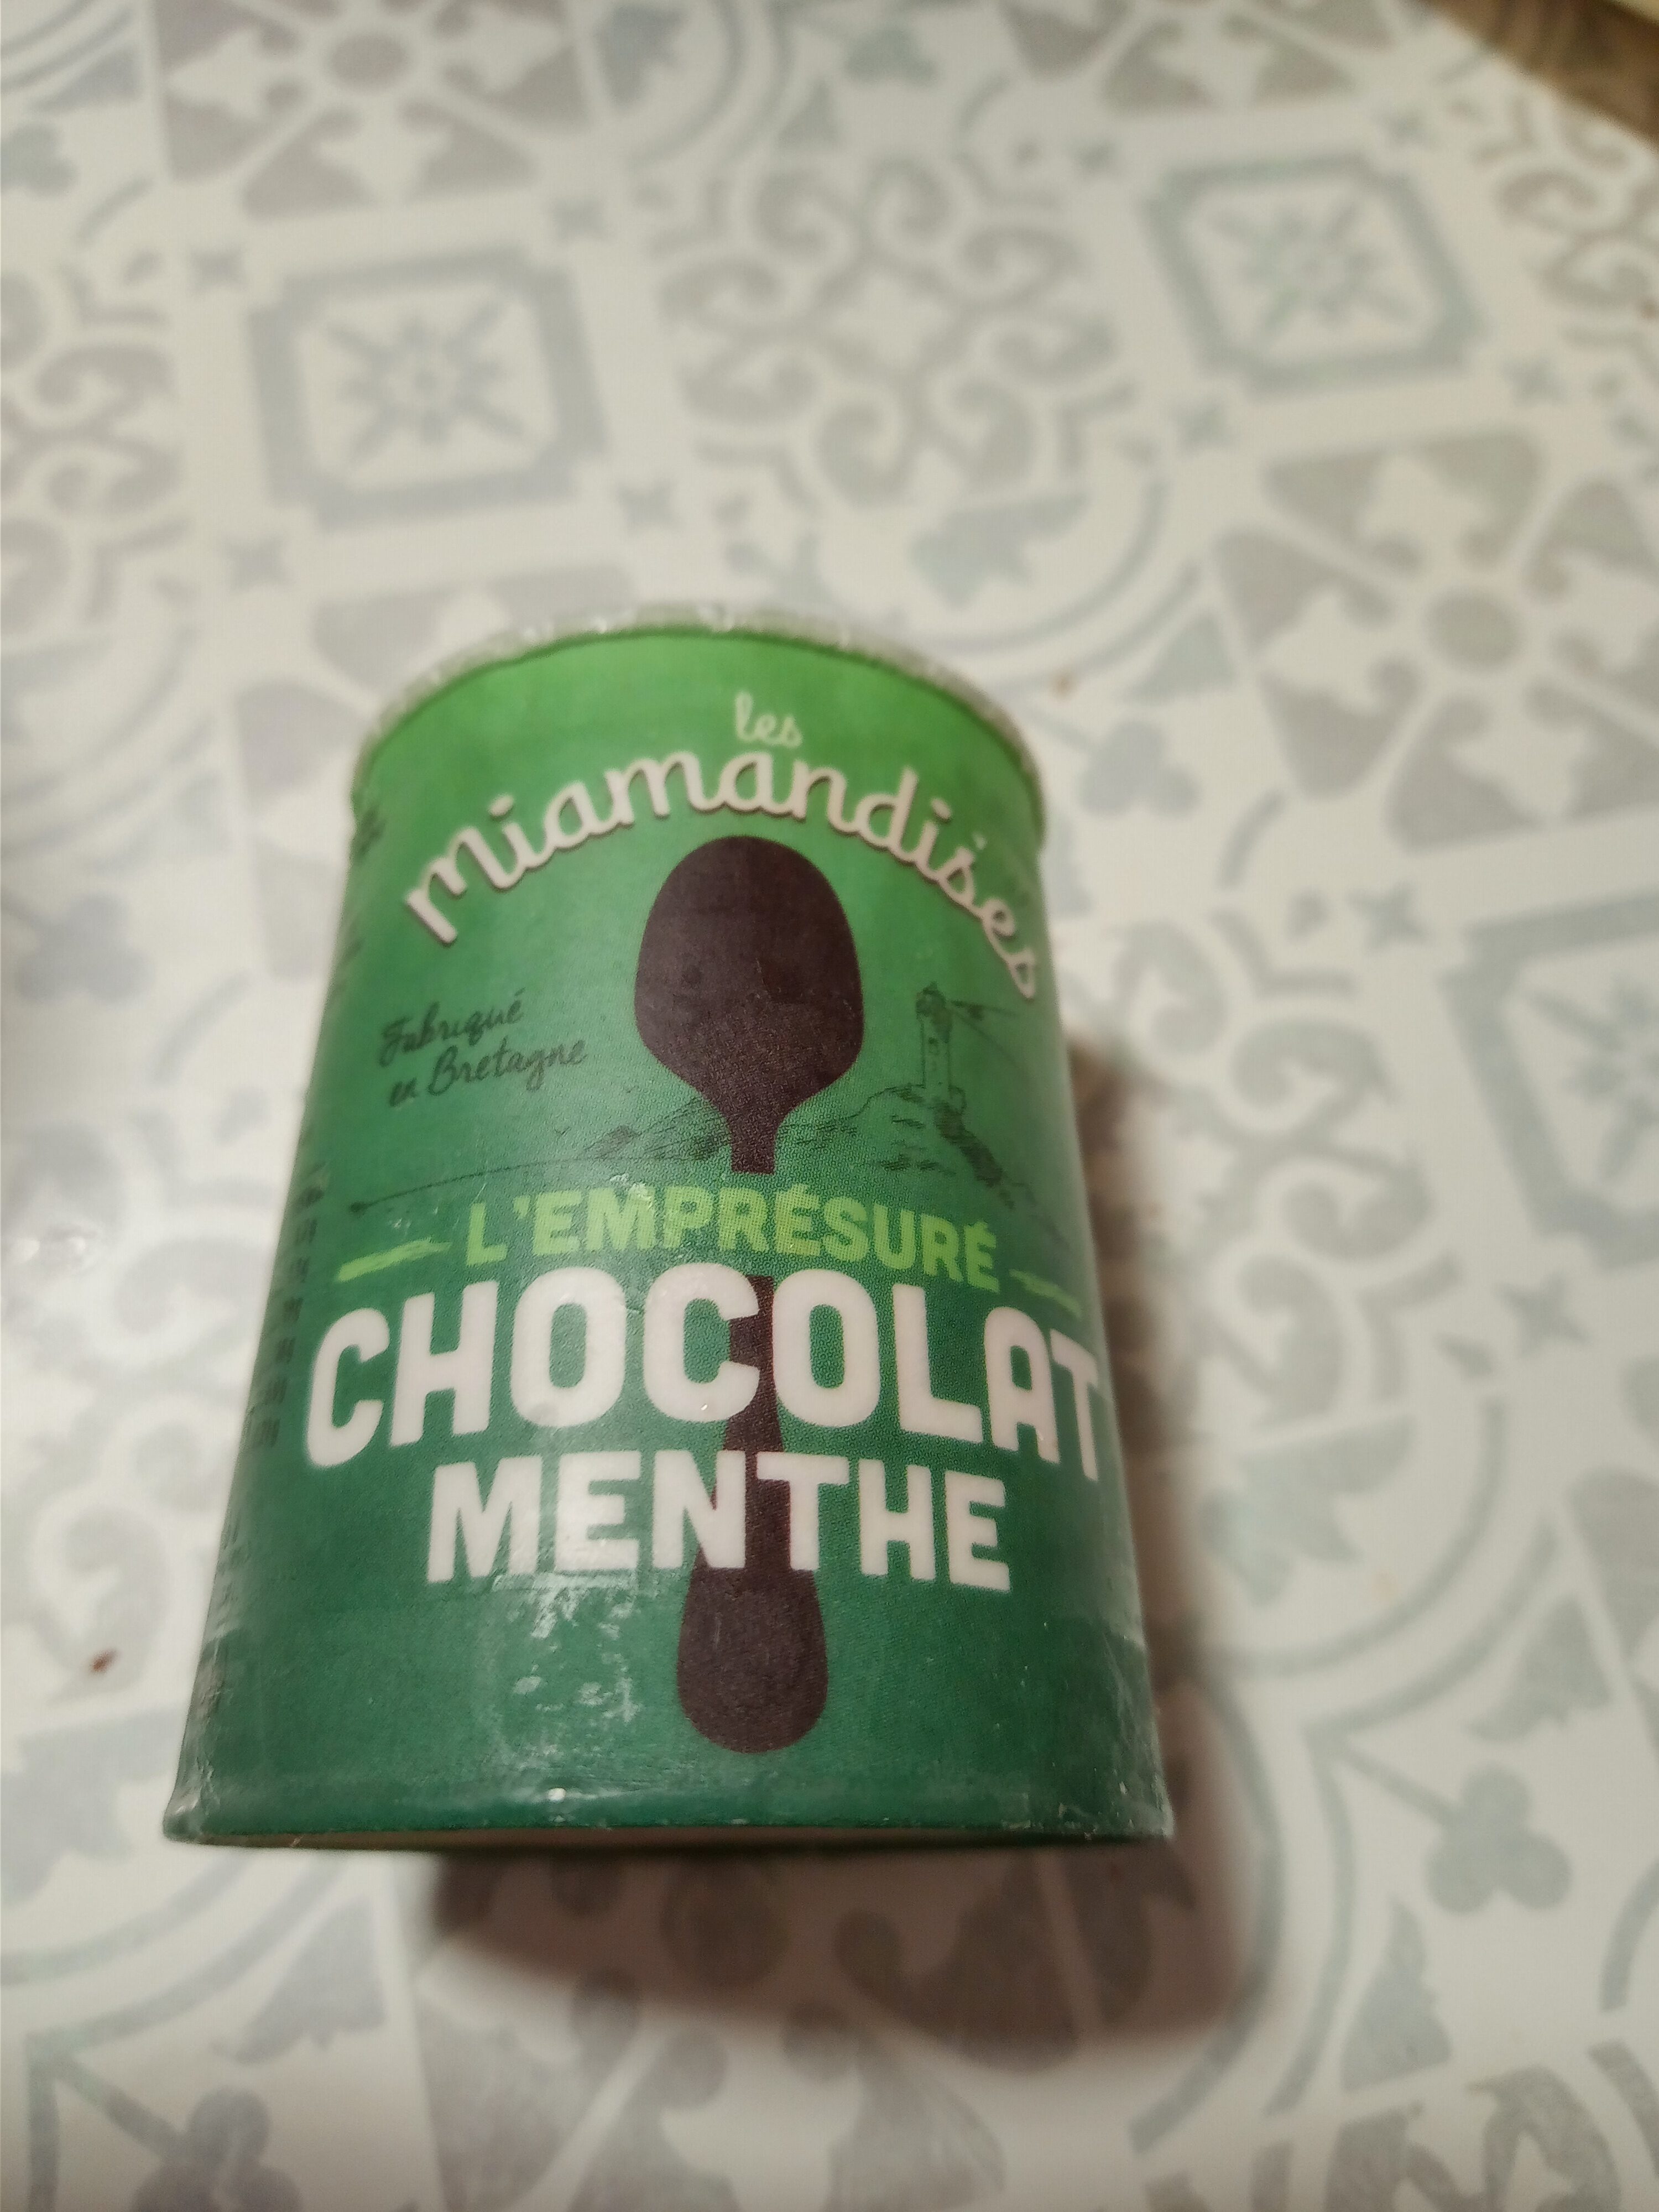 les
miamandises
Fabriqué
en Bretagne
L'EMPRÉSURÉ
CHOCOLAT
MENTHE